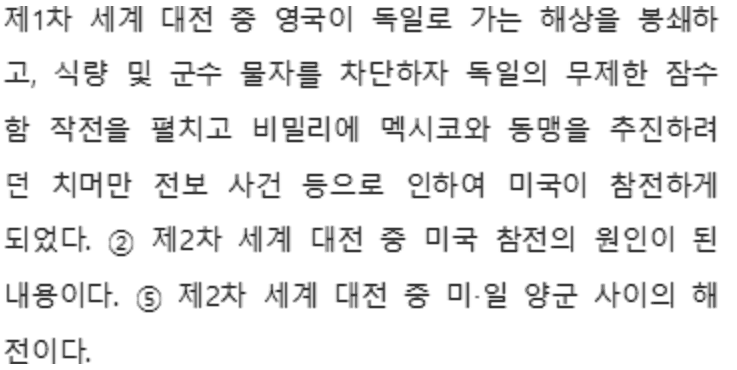 제1차 세계 대전 중 영국이 독일로 가는 해상을 봉쇄하
고, 식량 및 군수 물자를 차단하자 독일의 무제한 잠수
함 작전을 펼치고 비밀리에 멕시코와 동맹을 추진하려
던 치머만 전보 사건 등으로 인하여 미국이 참전하게
되었다. ② 제2차 세계 대전 중 미국 참전의 원인이 된
내용이다. ⑤ 제2차 세계 대전 중 미·일 양군 사이의 해
전이다.